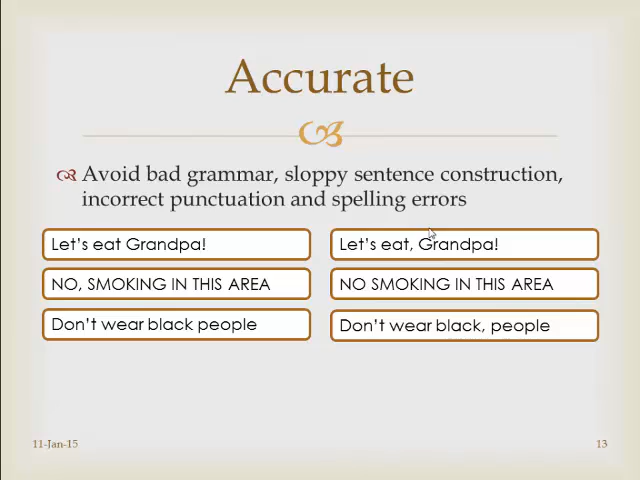 Accurate
Avoid bad grammar, sloppy sentence construction,
incorrect punctuation and spelling errors
Let's eat Grandpa!
Let's eat, Grandpa!
NO, SMOKING IN THIS AREA
NO SMOKING IN THIS AREA
Don't wear black people
Don't wear black, people
11-Jan-15
13